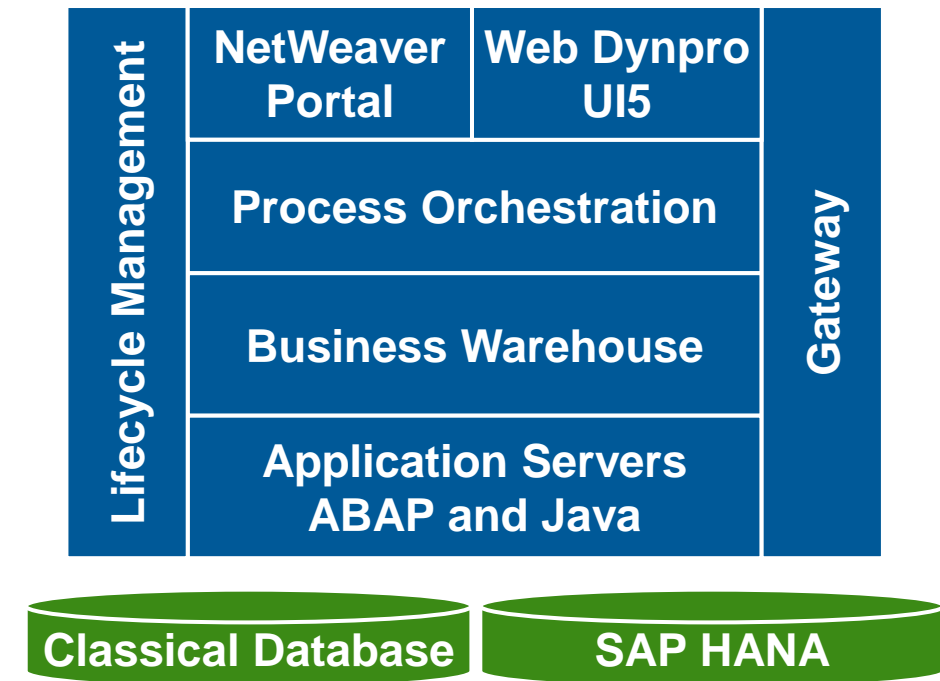 Lifecycle Management
NetWeaver
Portal
Web Dynpro
UI5
Process Orchestration
Business Warehouse
Application Servers
ABAP and Java
Gateway
Classical Database
SAP HANA